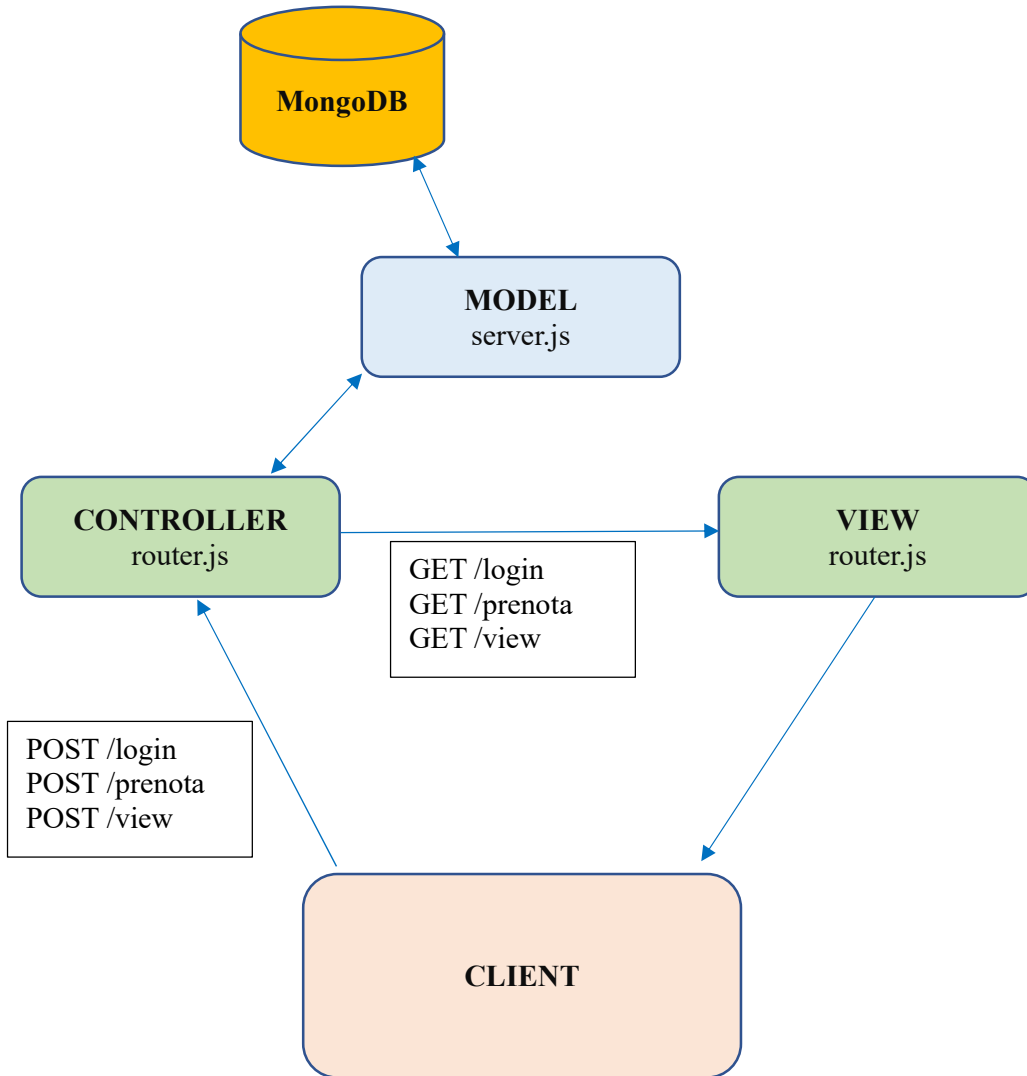 MongoDB
MODEL
server.js
CONTROLLER
router.js
VIEW
router.js
GET /login
GET /prenota
GET /view
POST /login
POST /prenota
POST /view
CLIENT